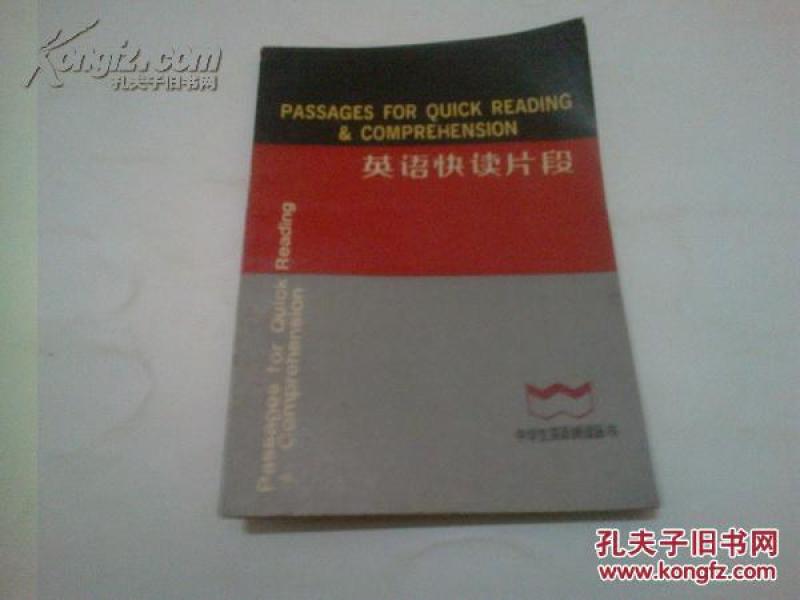 Kongfz.com
孔夫子旧书网
PASSAGES FOR QUICK READING
& COMPREHENSION
英语快读片段
Passages for Quick Reading
& Comprehension
孔夫子旧书网
www.kongfz.com